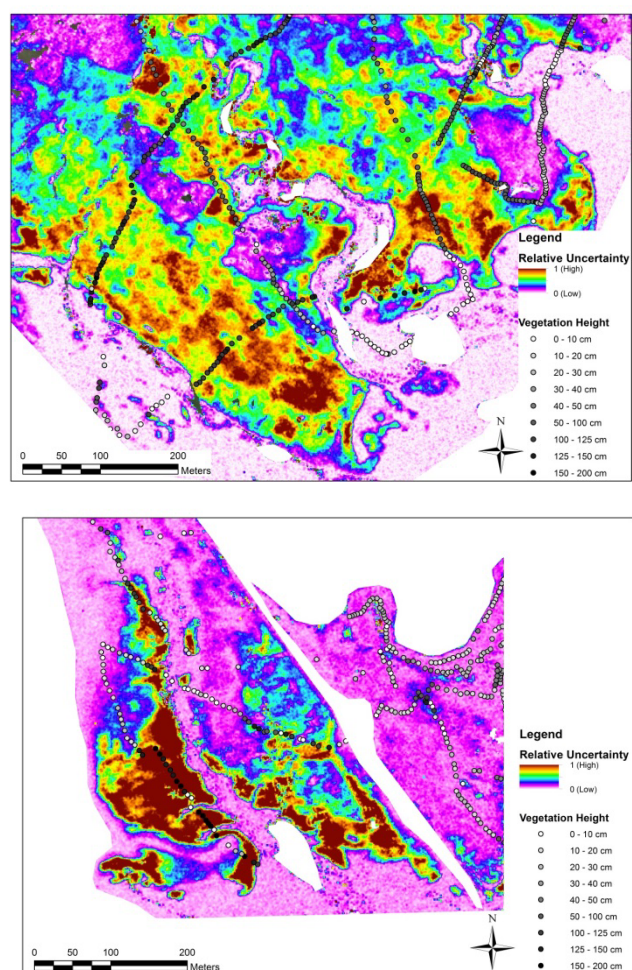 Legend
Relative Uncertainty
1 (High)
0 (Low)
Vegetation Height
0 - 10 cm
10 - 20 cm
20 - 30 cm
30 - 40 cm
40 - 50 cm
50 - 100 cm
100 - 125 cm
125 - 150 cm
150 - 200 cm
N
0 50 100 200
Meters
Legend
Relative Uncertainty
1 (High)
0 (Low)
Vegetation Height
0 - 10 cm
10 - 20 cm
20 - 30 cm
30 - 40 cm
40 - 50 cm
50 - 100 cm
100 - 125 cm
125 - 150 cm
150 - 200 cm
N
0 50 100 200
Meters